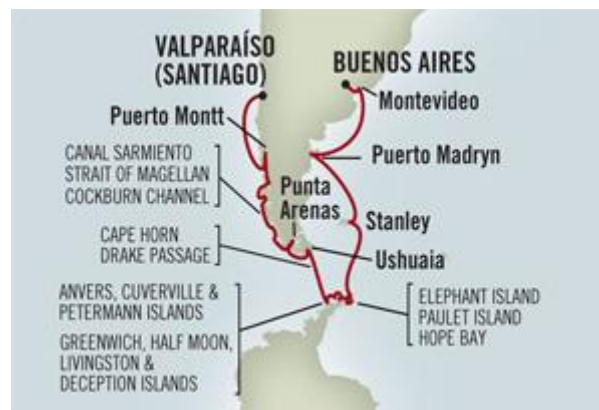 VALPARAÍSO
(SANTIAGO)
BUENOS AIRES
Montevideo
Puerto Montt
Puerto Madryn
CANAL SARMIENTO
STRAIT OF MAGELLAN
COCKBURN CHANNEL
Punta
Arenas
Stanley
CAPE HORN
DRAKE PASSAGE
Ushuaia
ANVERS, CUVERVILLE &
PETERMANN ISLANDS
GREENWICH, HALF MOON,
LIVINGSTON &
DECEPTION ISLANDS
ELEPHANT ISLAND
PAULET ISLAND
HOPE BAY